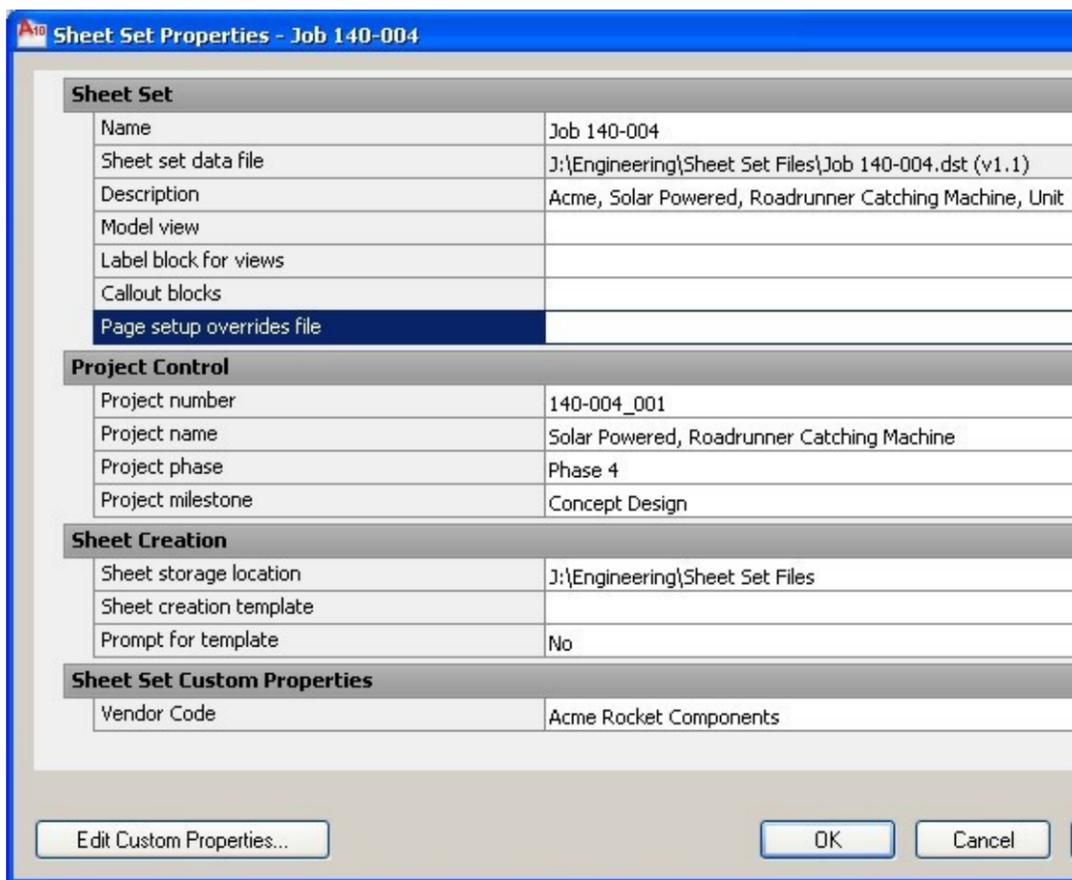 A10 Sheet Set Properties - Job 140-004
Sheet Set
Name Job 140-004
Sheet set data file J:\Engineering\Sheet Set Files\Job 140-004.dst (v1.1)
Description Acme, Solar Powered, Roadrunner Catching Machine, Unit
Model view
Label block for views
Callout blocks
Page setup overrides file
Project Control
Project number 140-004_001
Project name Solar Powered, Roadrunner Catching Machine
Project phase Phase 4
Project milestone Concept Design
Sheet Creation
Sheet storage location J:\Engineering\Sheet Set Files
Sheet creation template
Prompt for template No
Sheet Set Custom Properties
Vendor Code Acme Rocket Components
Edit Custom Properties... OK Cancel